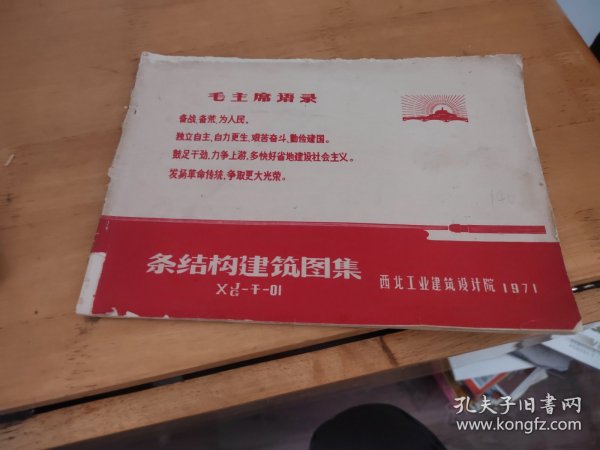 毛主席语录
备战、备荒、为人民。
独立自主、自力更生、艰苦奋斗、勤俭建国。
鼓足干劲、力争上游、多快好省地建设社会主义。
发扬革命传统，争取更大光荣。
条结构建筑图集
西北工业建筑设计院 1971
孔夫子旧书网
www.kongfz.com